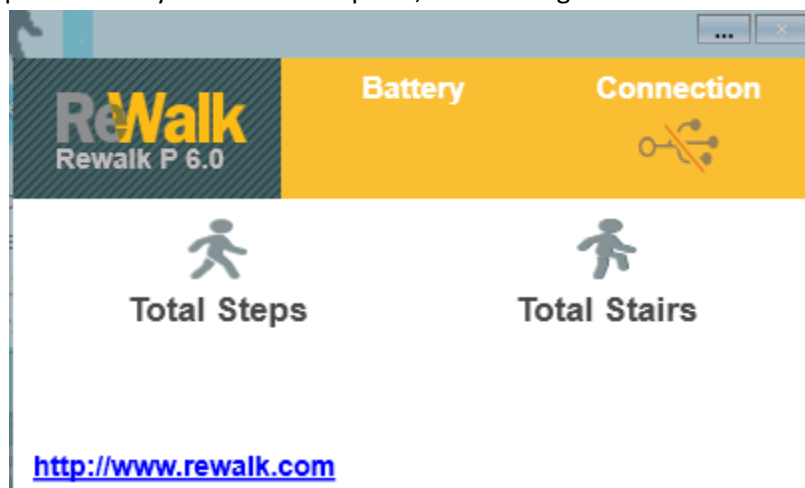 ...
Battery Connection
ReWalk
Rewalk P 6.0
Total Steps Total Stairs
http://www.rewalk.com